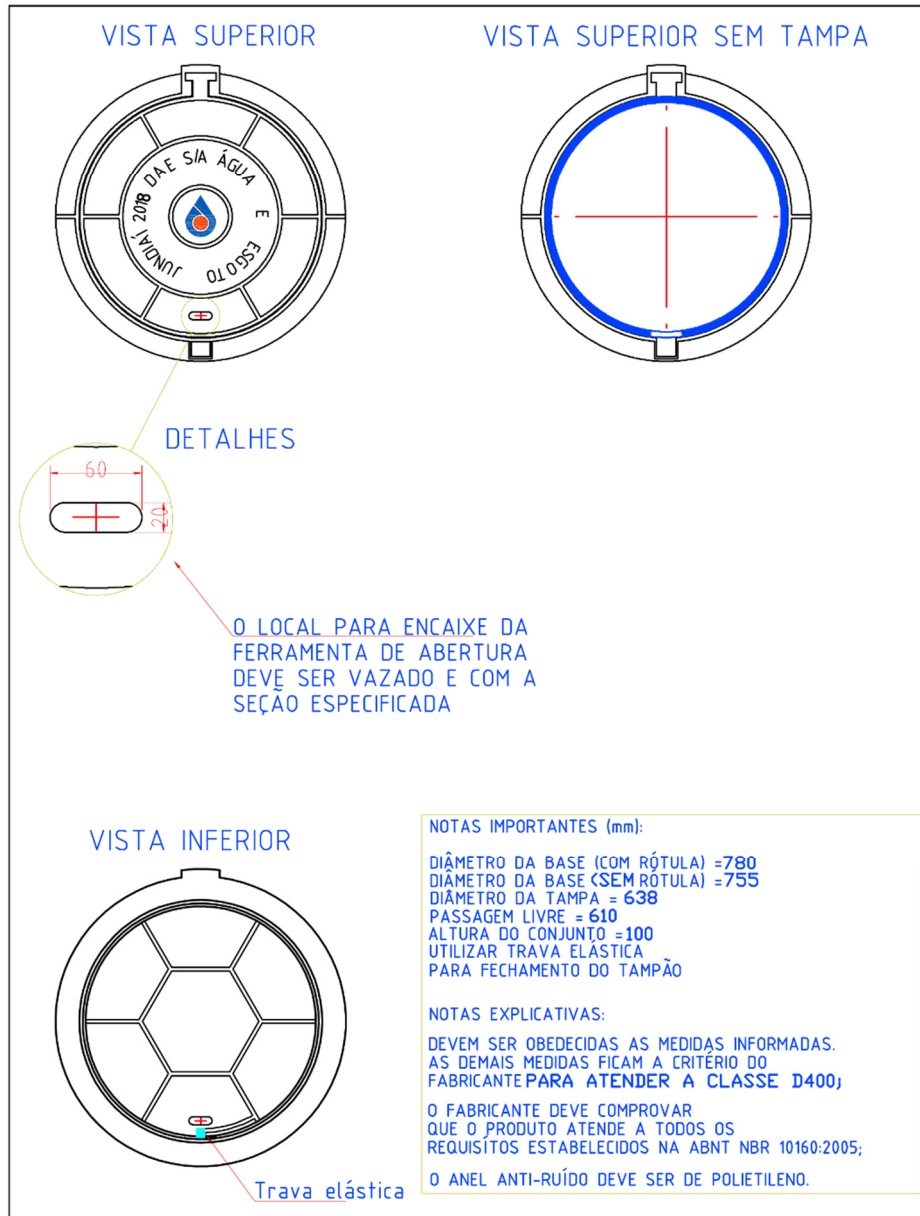 VISTA SUPERIOR
VISTA SUPERIOR SEM TAMPA
JUNDIAÍ 2018 DAE S/A ÁGUA E ESGOTO
DETALHES
60
20
O LOCAL PARA ENCAIXE DA
FERRAMENTA DE ABERTURA
DEVE SER VAZADO E COM A
SEÇÃO ESPECIFICADA
VISTA INFERIOR
Trava elástica
NOTAS IMPORTANTES (mm):
DIÂMETRO DA BASE (COM RÓTULA) =780
DIÂMETRO DA BASE (SEM RÓTULA) =755
DIÂMETRO DA TAMPA = 638
PASSAGEM LIVRE = 610
ALTURA DO CONJUNTO =100
UTILIZAR TRAVA ELÁSTICA
PARA FECHAMENTO DO TAMPÃO
NOTAS EXPLICATIVAS:
DEVEM SER OBEDECIDAS AS MEDIDAS INFORMADAS.
AS DEMAIS MEDIDAS FICAM A CRITÉRIO DO
FABRICANTE PARA ATENDER A CLASSE D400;
O FABRICANTE DEVE COMPROVAR
QUE O PRODUTO ATENDE A TODOS OS
REQUISÍTOS ESTABELECIDOS NA ABNT NBR 10160:2005;
O ANEL ANTI-RUÍDO DEVE SER DE POLIETILENO.